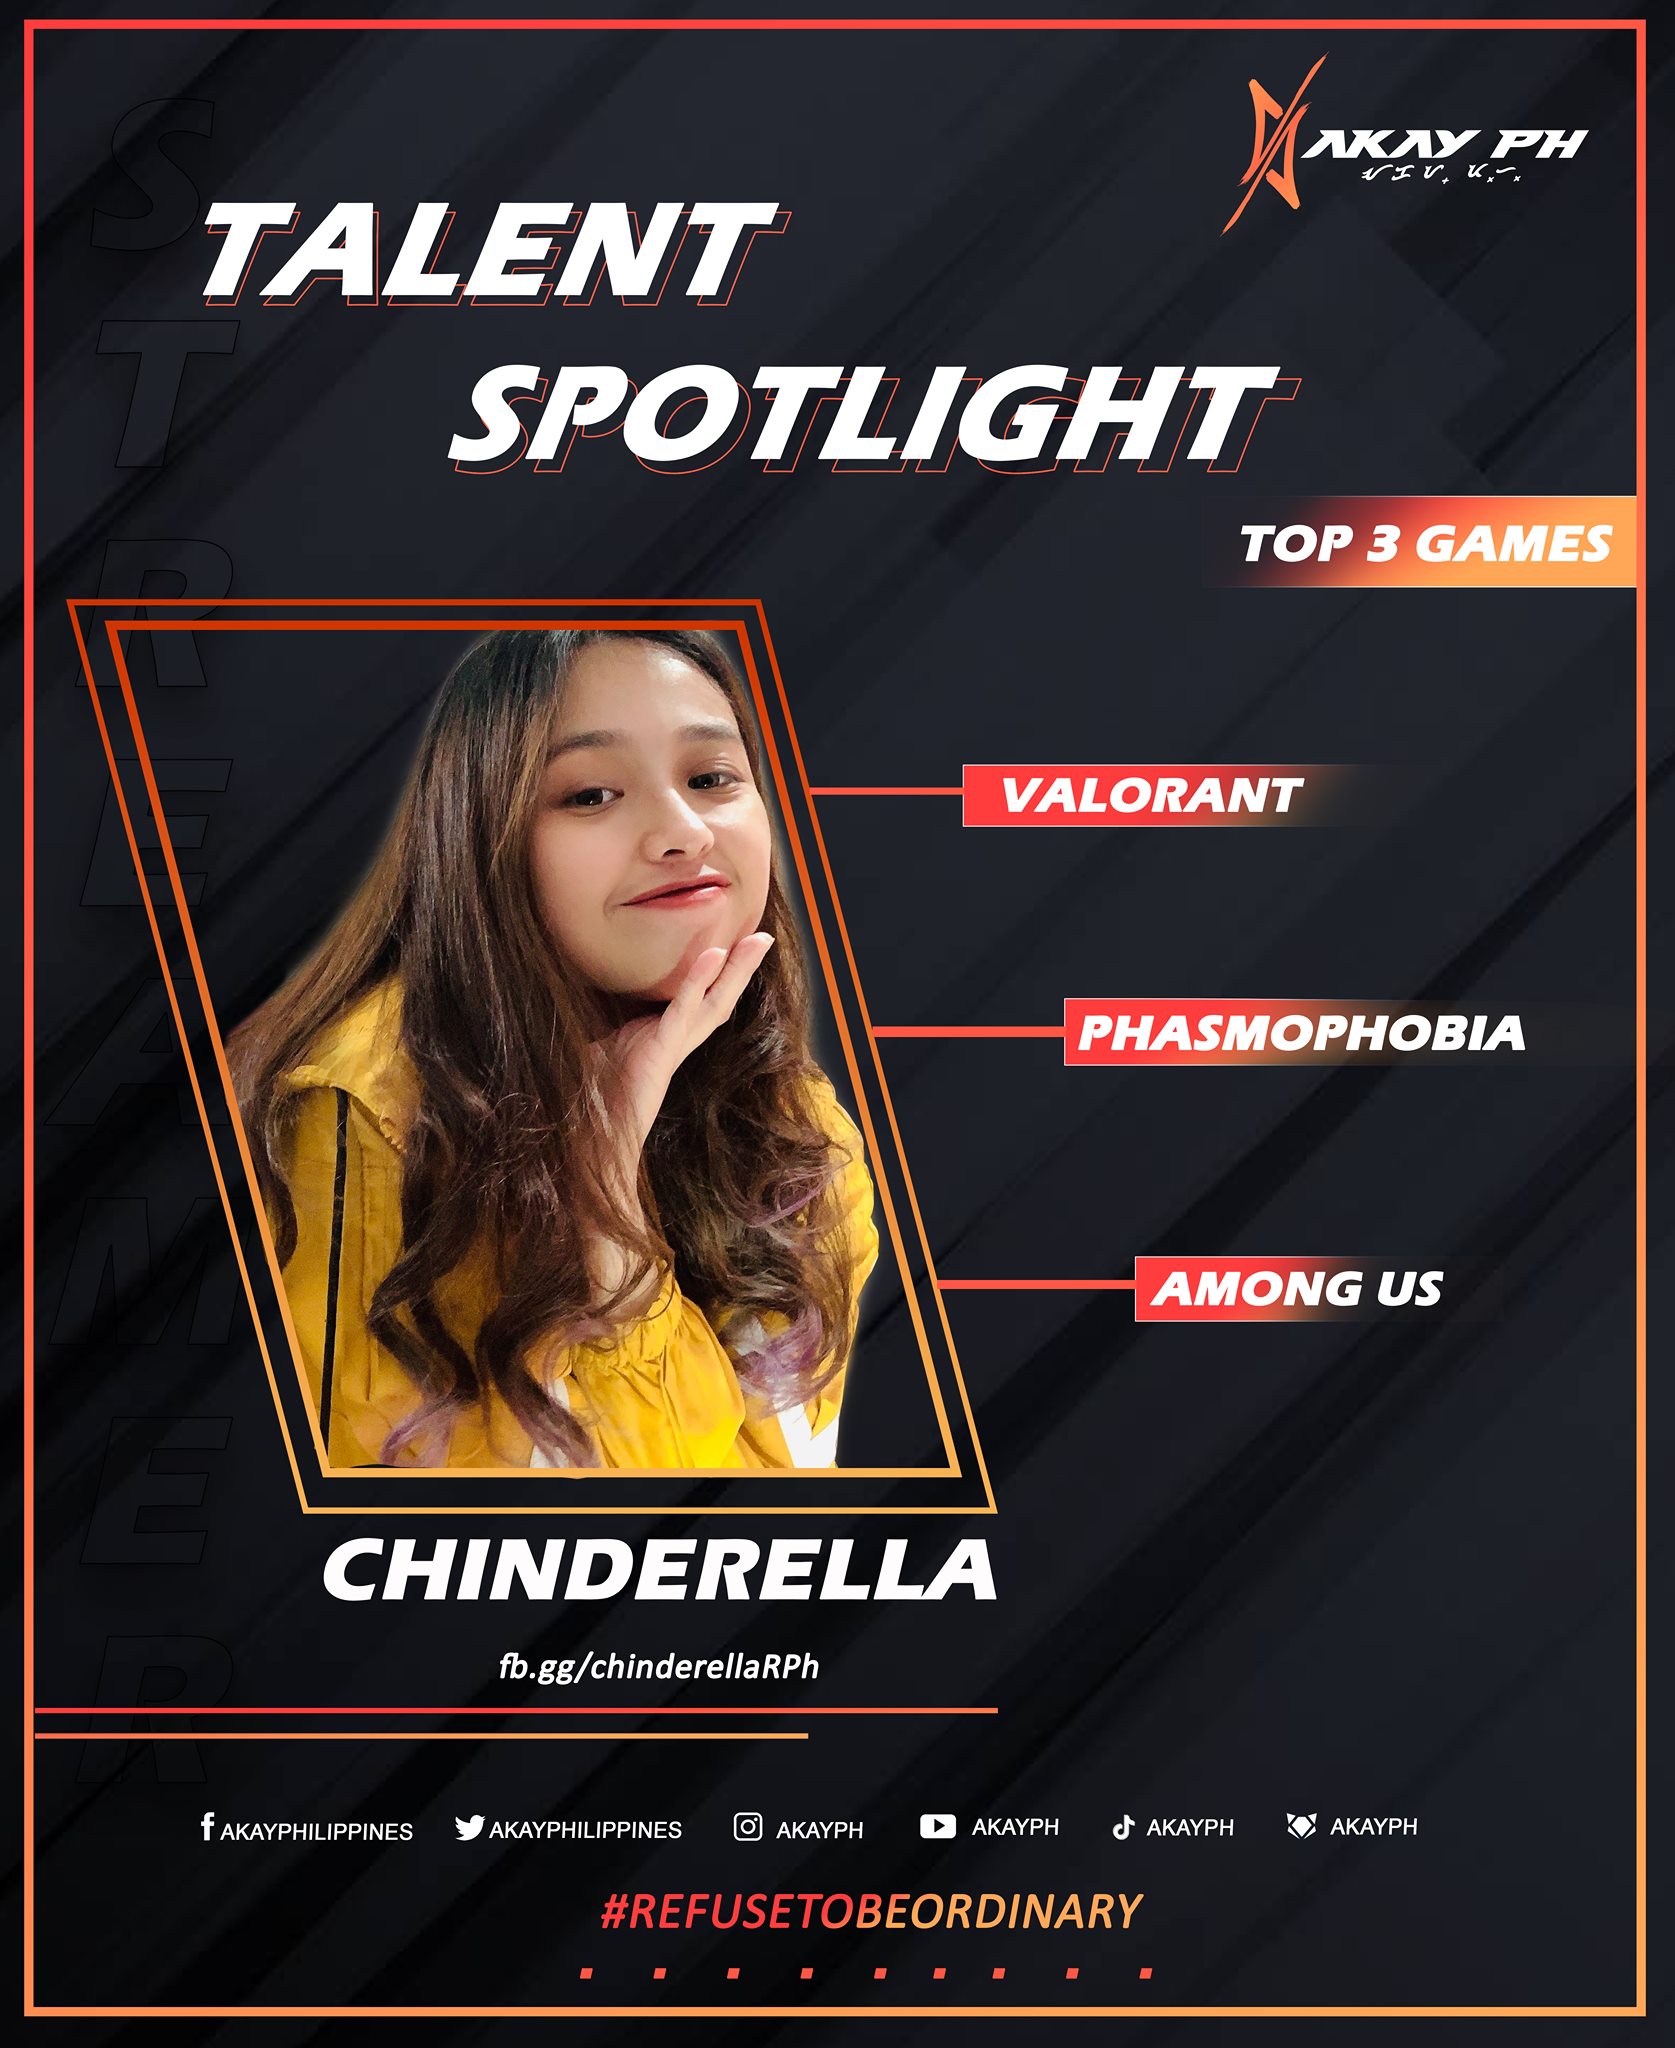 STREAMER
AKAY PH
TALENT
SPOTLIGHT
TOP 3 GAMES
VALORANT
PHASMOPHOBIA
AMONG US
CHINDERELLA
fb.gg/chinderellaRPh
AKAYPHILIPPINES AKAYPHILIPPINES AKAYPH AKAYPH AKAYPH AKAYPH
#REFUSETOBEORDINARY